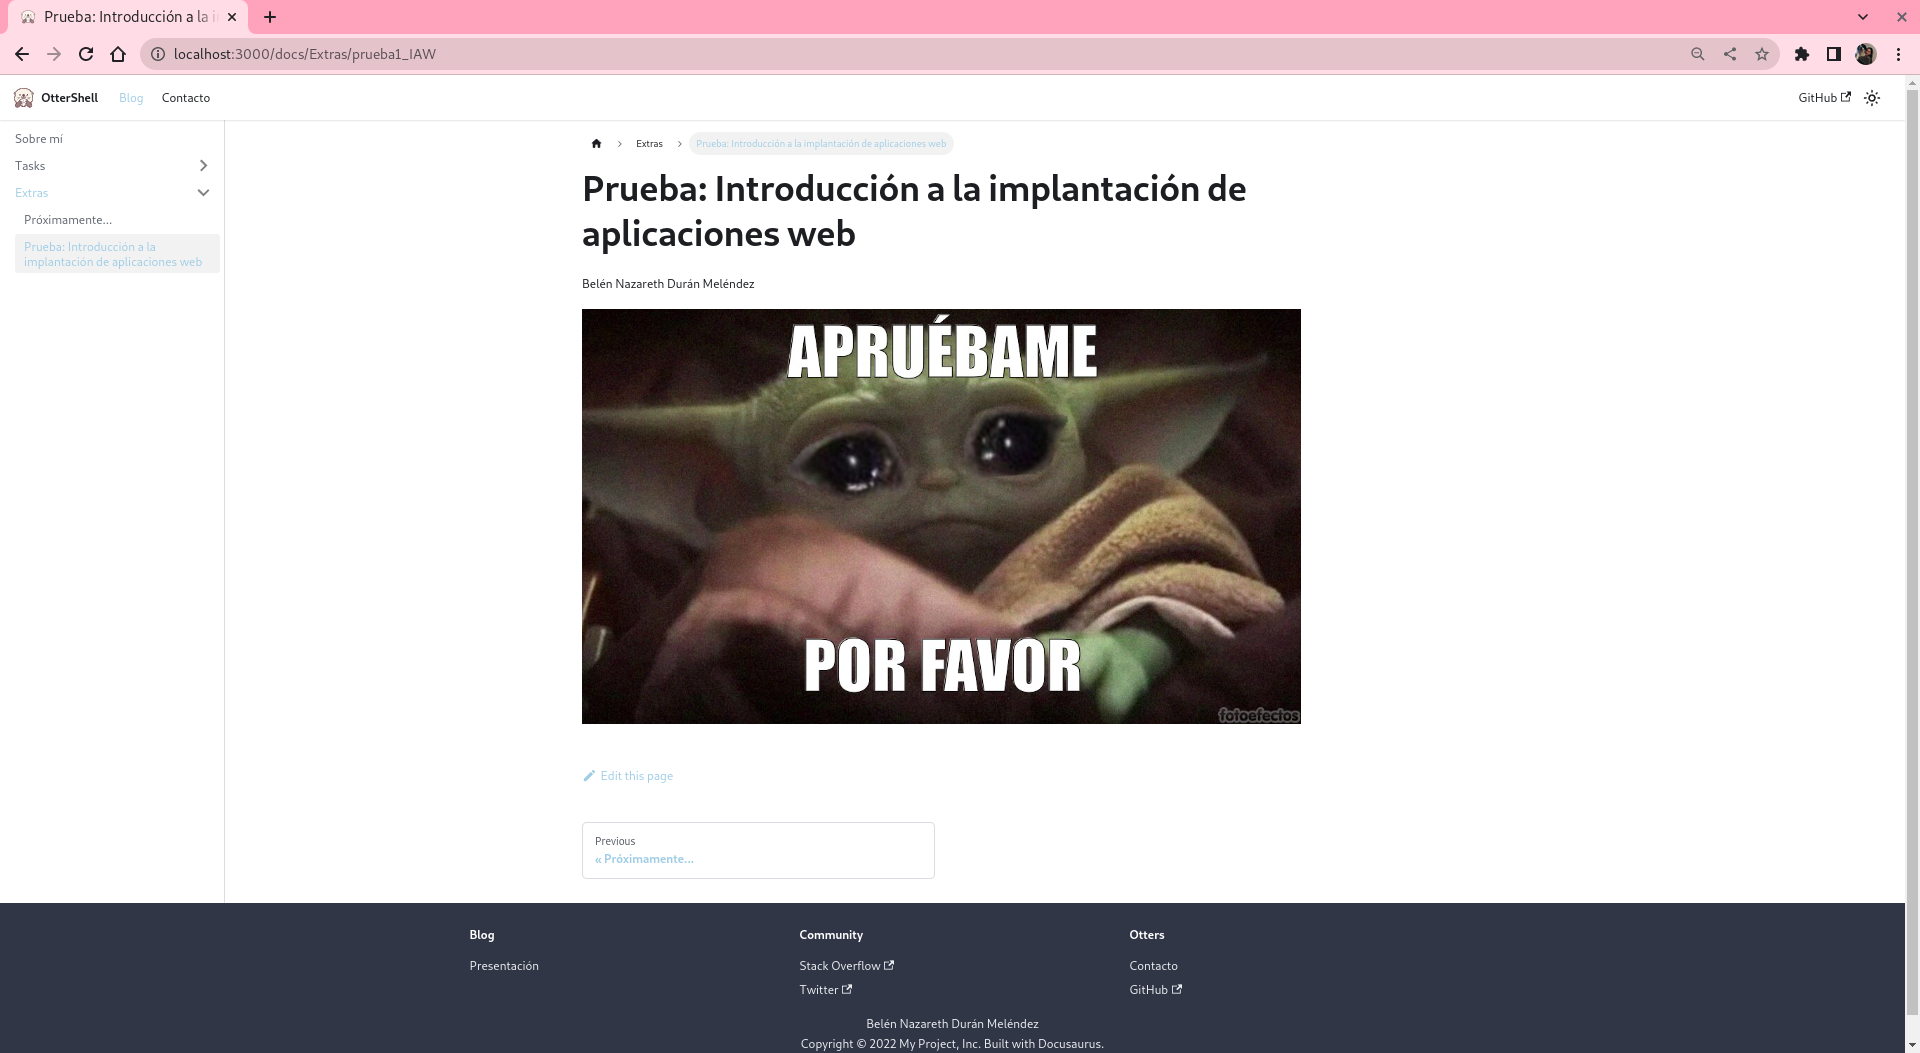 Prueba: Introducción a la i
localhost:3000/docs/Extras/prueba1_IAW
OtterShell Blog Contacto GitHub
Sobre mí
Tasks
Extras
Próximamente...
Prueba: Introducción a la
implantación de aplicaciones web
Extras Prueba: Introducción a la implantación de aplicaciones web
Prueba: Introducción a la implantación de
aplicaciones web
Belén Nazareth Durán Meléndez
APRUÉBAME
POR FAVOR
fotoefectos
Edit this page
Previous
« Próximamente...
Blog
Presentación
Community
Stack Overflow
Twitter
Otters
Contacto
GitHub
Belén Nazareth Durán Meléndez
Copyright © 2022 My Project, Inc. Built with Docusaurus.